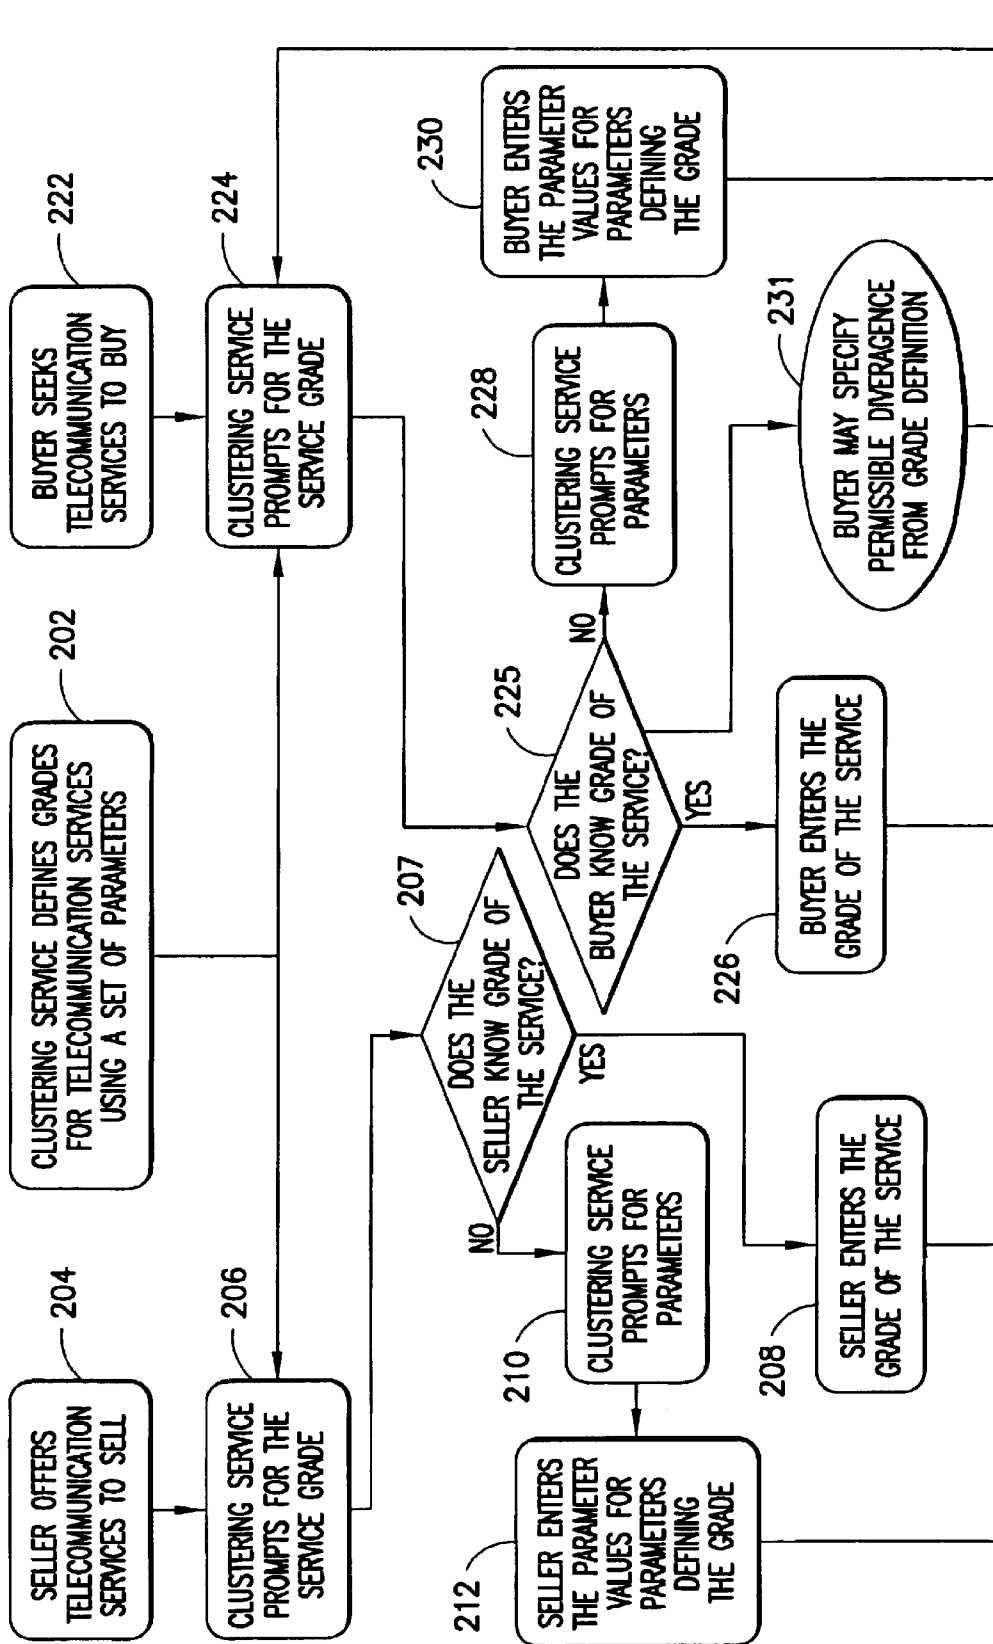 SELLER OFFERS
TELECOMMUNICATION
SERVICES TO SELL
204
CLUSTERING SERVICE DEFINES GRADES
FOR TELECOMMUNICATION SERVICES
USING A SET OF PARAMETERS
202
BUYER SEEKS
TELECOMMUNICATION
SERVICES TO BUY
222
CLUSTERING SERVICE
PROMPTS FOR THE
SERVICE GRADE
206
CLUSTERING SERVICE
PROMPTS FOR THE
SERVICE GRADE
224
DOES THE
SELLER KNOW GRADE OF
THE SERVICE?
207
NO
YES
DOES THE
BUYER KNOW GRADE OF
THE SERVICE?
225
NO
YES
CLUSTERING SERVICE
PROMPTS FOR
PARAMETERS
210
SELLER ENTERS
THE PARAMETER
VALUES FOR
PARAMETERS
DEFINING
THE GRADE
212
SELLER ENTERS THE
GRADE OF THE SERVICE
208
CLUSTERING SERVICE
PROMPTS FOR
PARAMETERS
228
BUYER ENTERS
THE PARAMETER
VALUES FOR
PARAMETERS
DEFINING
THE GRADE
230
BUYER ENTERS THE
GRADE OF THE SERVICE
226
BUYER MAY SPECIFY
PERMISSIBLE DIVERAGENCE
FROM GRADE DEFINITION
231